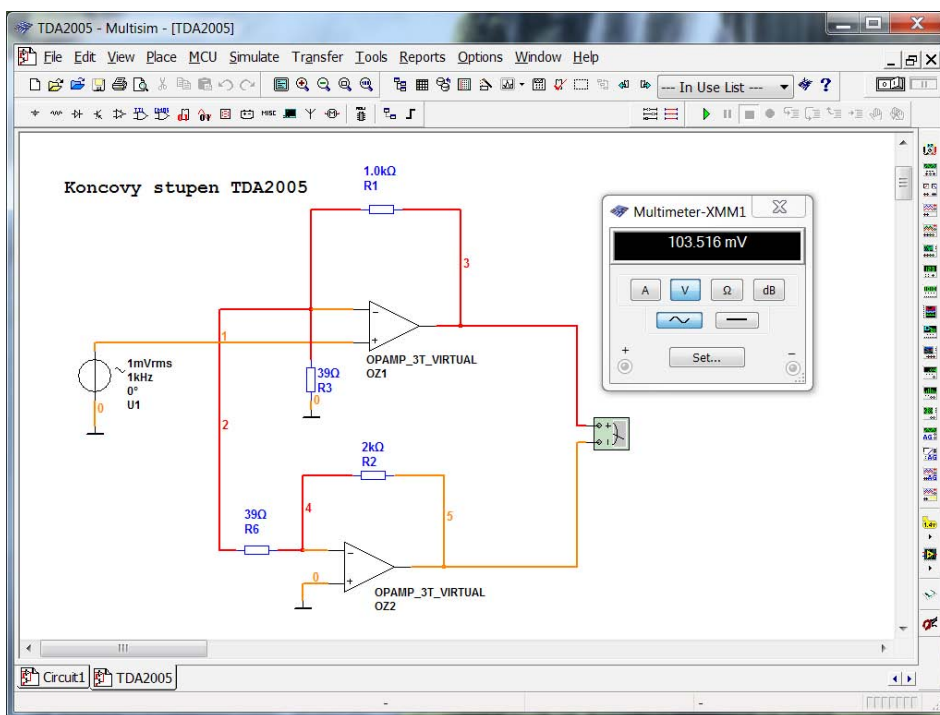 TDA2005 - Multisim - [TDA2005]
File Edit View Place MCU Simulate Transfer Tools Reports Options Window Help
--- In Use List ---
Koncovy stupen TDA2005
1.0kΩ
R1
3
1
OPAMP_3T_VIRTUAL
OZ1
1mVrms
1kHz
0°
U1
0
39Ω
R3
0
2
2kΩ
R2
4
5
39Ω
R6
0
OPAMP_3T_VIRTUAL
OZ2
Multimeter-XMM1
103.516 mV
A V Ω dB
+ Set... -
Circuit1 TDA2005